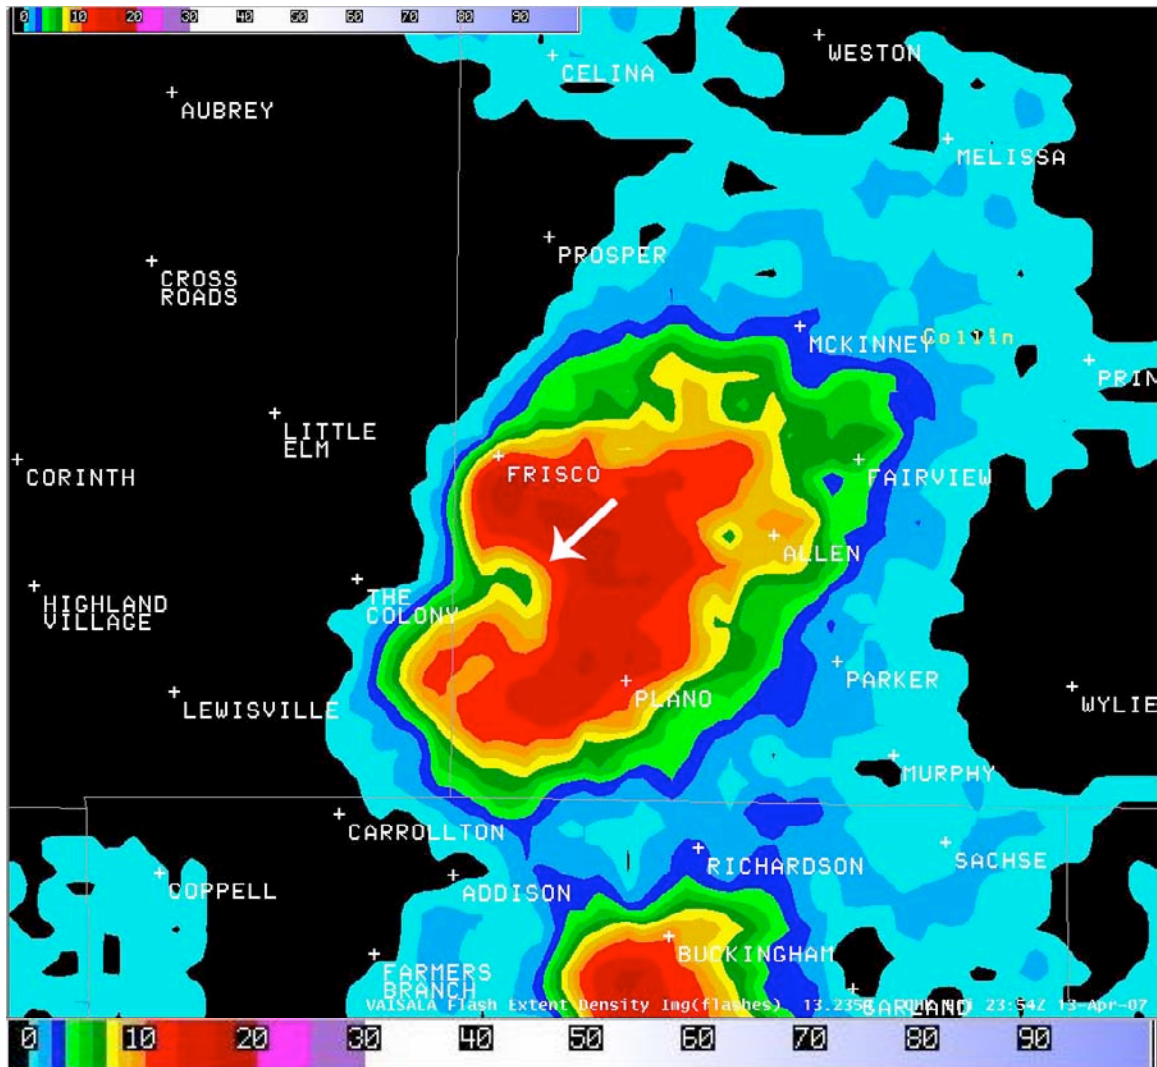 0 10 20 30 40 50 60 70 80 90
WESTON
CELINA
AUBREY
MELISSA
PROSPER
CROSS
ROADS
MCKINNEY
Collin
PRIN
LITTLE
ELM
FRISCO
CORINTH
FAIRVIEW
ALLEN
HIGHLAND
VILLAGE
THE
COLONY
PARKER
PLANO
LEWISVILLE
WYLIE
MURPHY
CARROLLTON
RICHARDSON
SACHSE
COPPELL
ADDISON
BUCKINGHAM
FARMERS
BRANCH
GARLAND
VAISALA Flash Extent Density Img(flashes) 23:54Z 13-Apr-07
0 10 20 30 40 50 60 70 80 90